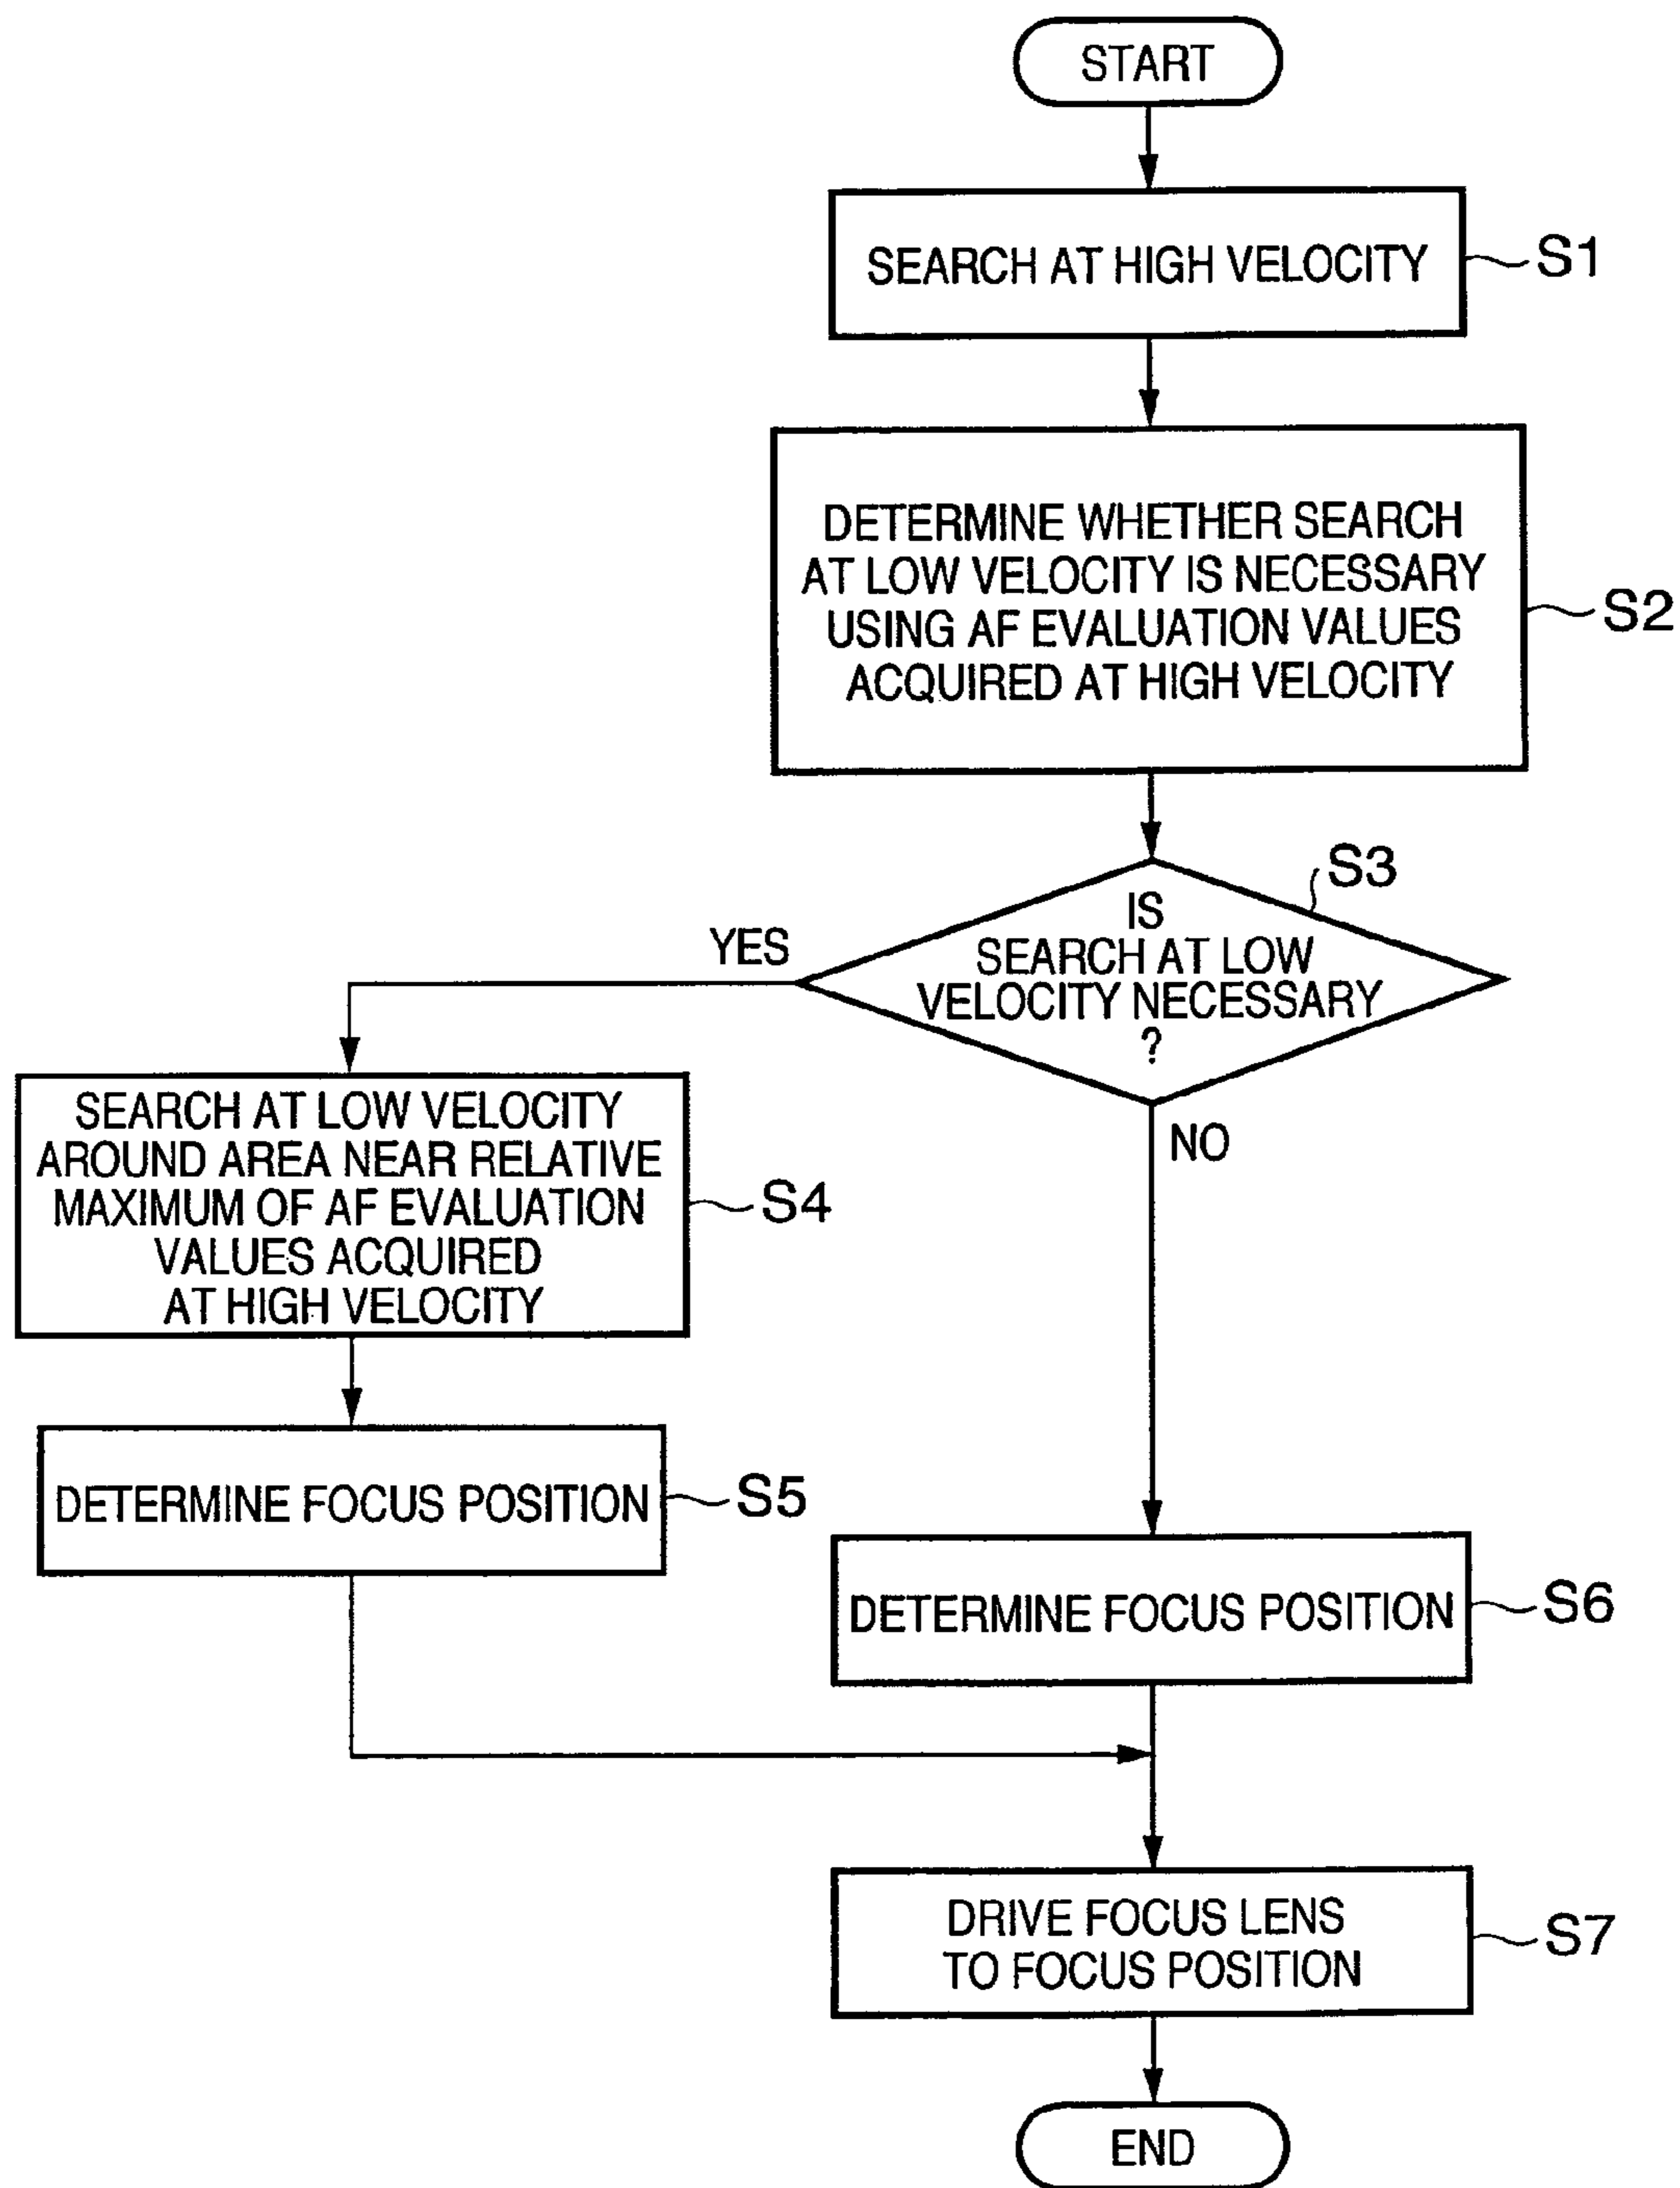 START
SEARCH AT HIGH VELOCITY
S1
DETERMINE WHETHER SEARCH
AT LOW VELOCITY IS NECESSARY
USING AF EVALUATION VALUES
ACQUIRED AT HIGH VELOCITY
S2
S3
IS
SEARCH AT LOW
VELOCITY NECESSARY
?
YES
NO
SEARCH AT LOW VELOCITY
AROUND AREA NEAR RELATIVE
MAXIMUM OF AF EVALUATION
VALUES ACQUIRED
AT HIGH VELOCITY
S4
DETERMINE FOCUS POSITION
S5
DETERMINE FOCUS POSITION
S6
DRIVE FOCUS LENS
TO FOCUS POSITION
S7
END